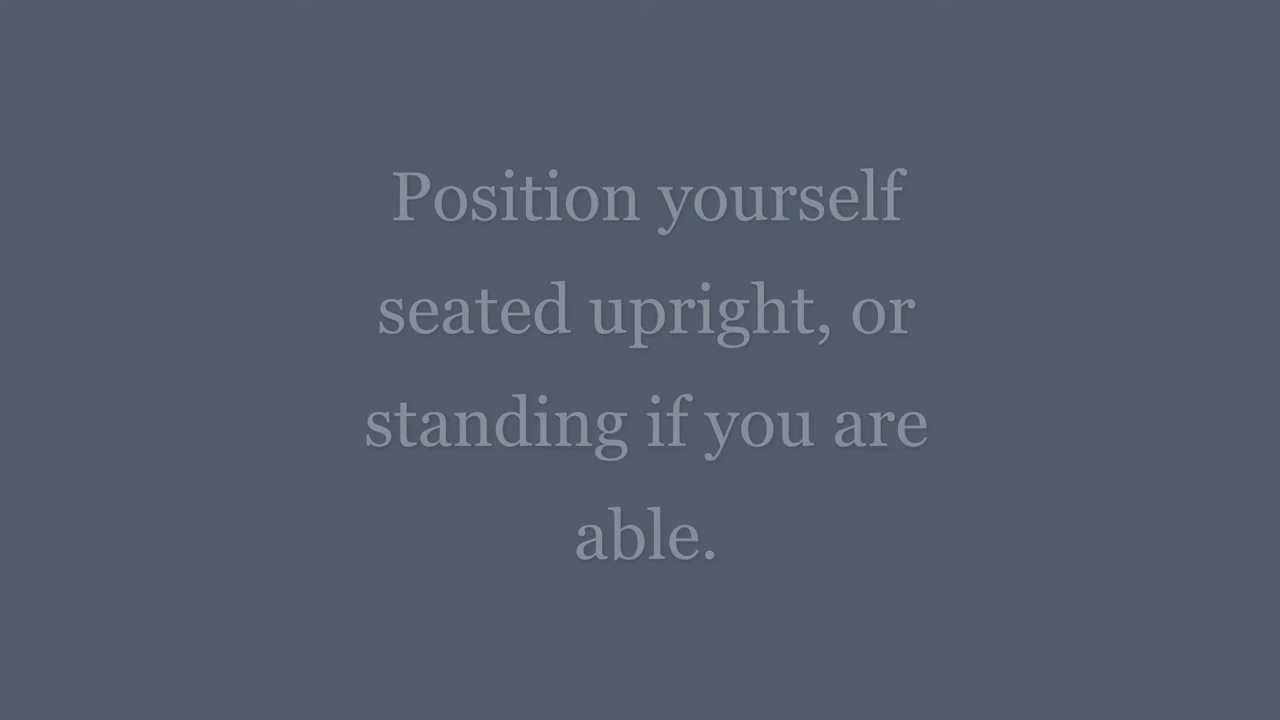 Position yourself
seated upright, or
standing if you are
able.